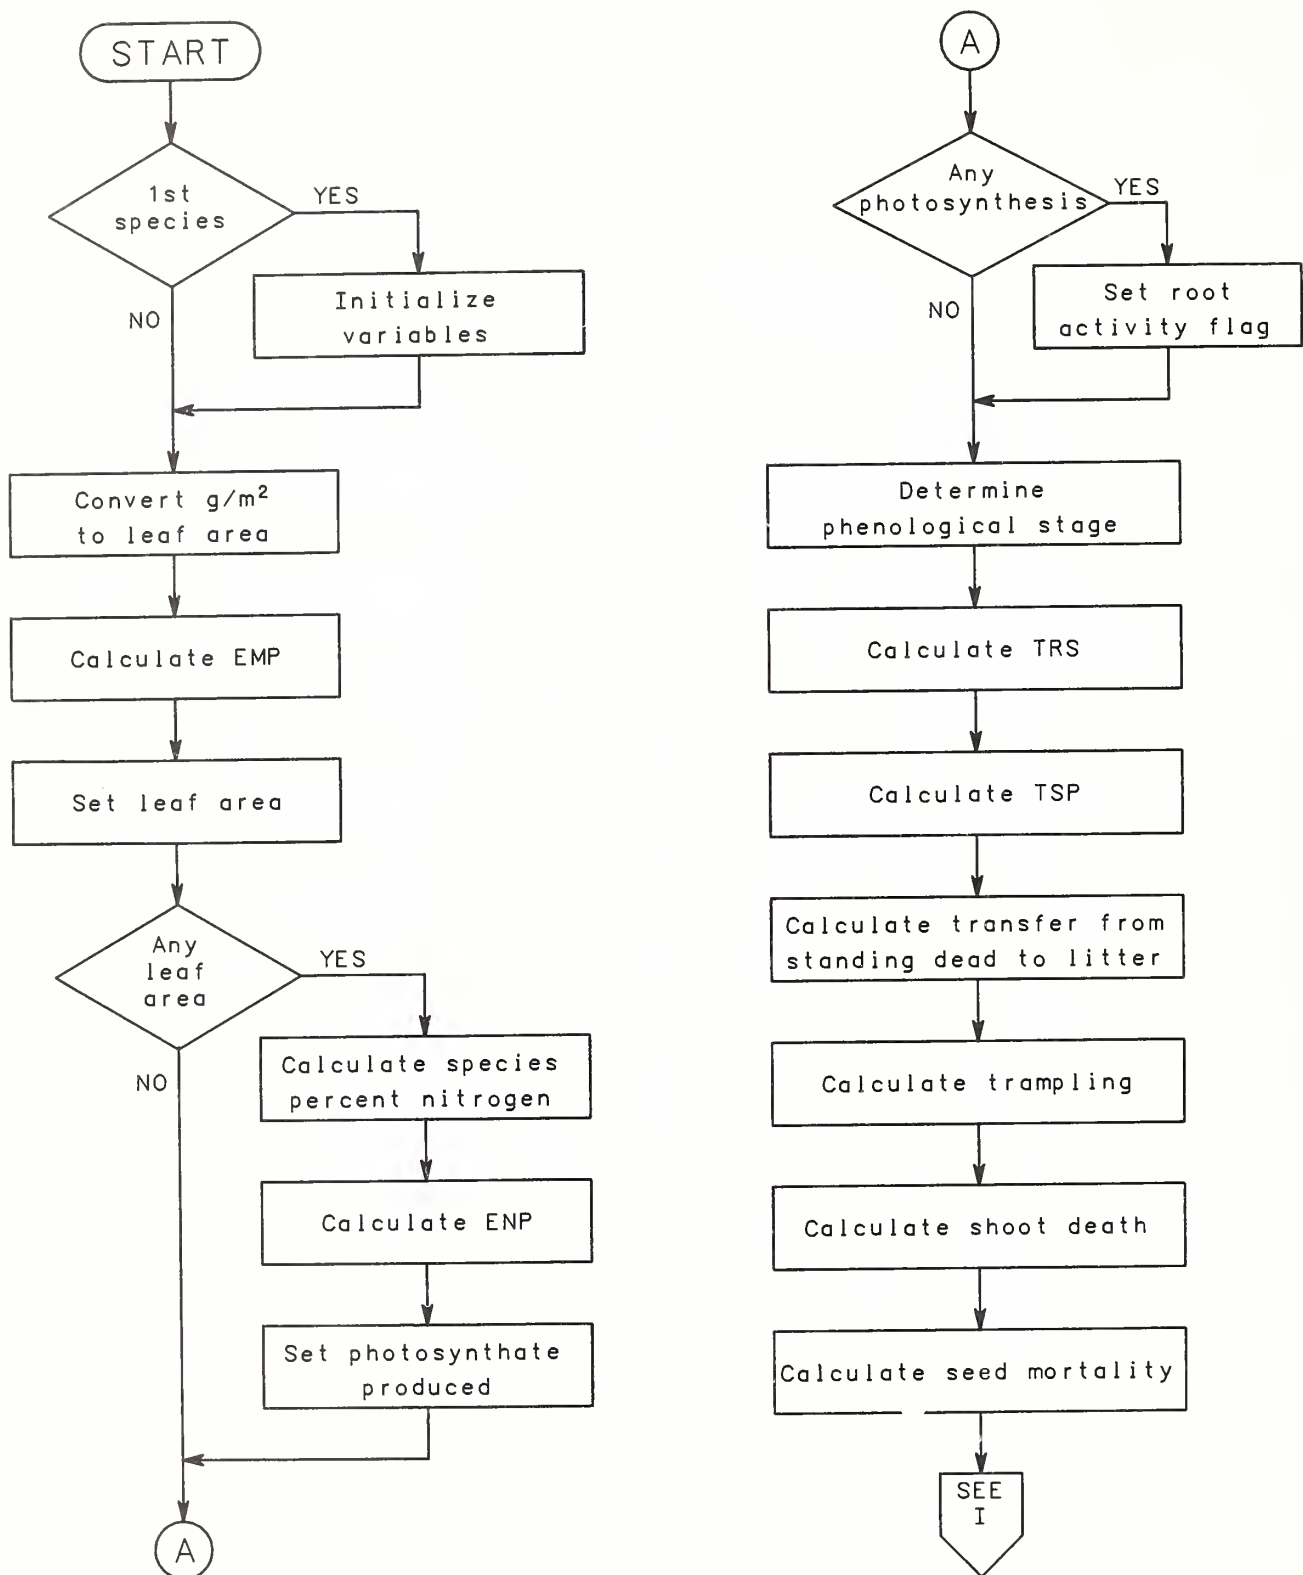 START
1st
species
YES
NO
Initialize
variables
Convert g/m²
to leaf area
Calculate EMP
Set leaf area
Any
leaf
area
YES
NO
Calculate species
percent nitrogen
Calculate ENP
Set photosynthate
produced
A
A
Any
photosynthesis
YES
NO
Set root
activity flag
Determine
phenological stage
Calculate TRS
Calculate TSP
Calculate transfer from
standing dead to litter
Calculate trampling
Calculate shoot death
Calculate seed mortality
SEE
I